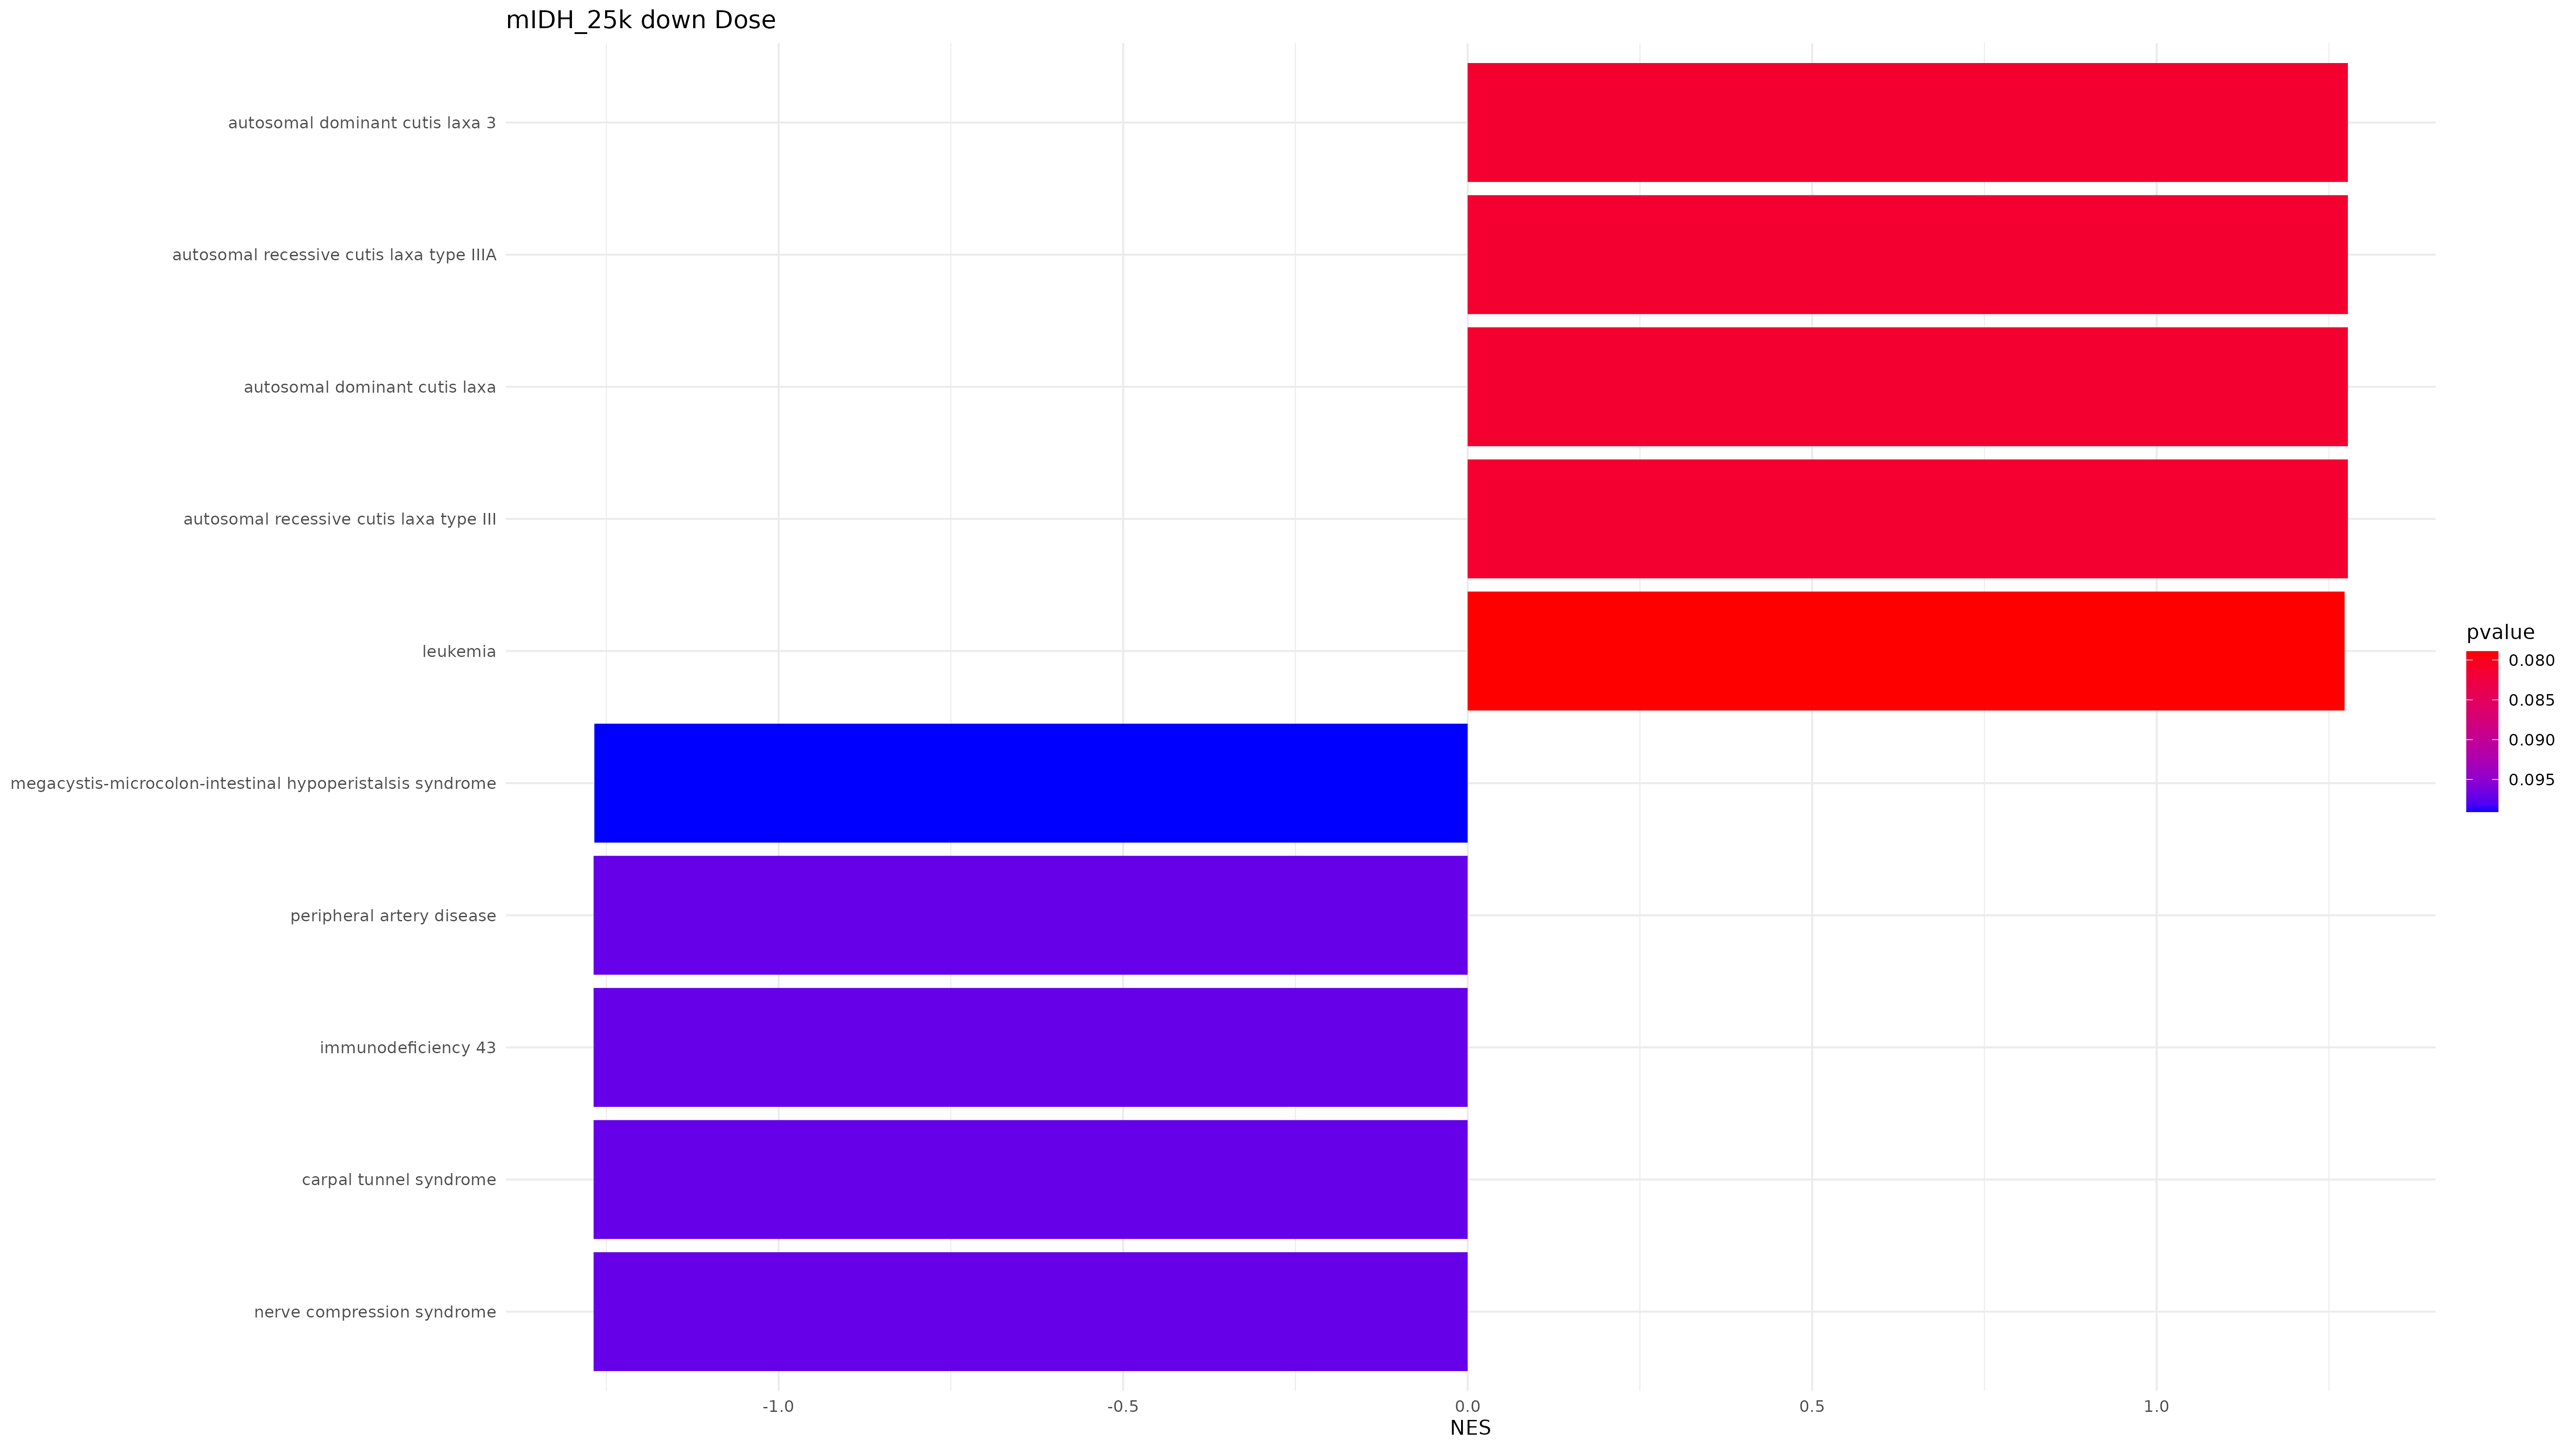 mIDH_25k down Dose
autosomal dominant cutis laxa 3
autosomal recessive cutis laxa type IIIA
autosomal dominant cutis laxa
autosomal recessive cutis laxa type III
leukemia
megacystis-microcolon-intestinal hypoperistalsis syndrome
peripheral artery disease
immunodeficiency 43
carpal tunnel syndrome
nerve compression syndrome
-1.0 -0.5 0.0 0.5 1.0
NES
pvalue
0.080
0.085
0.090
0.095